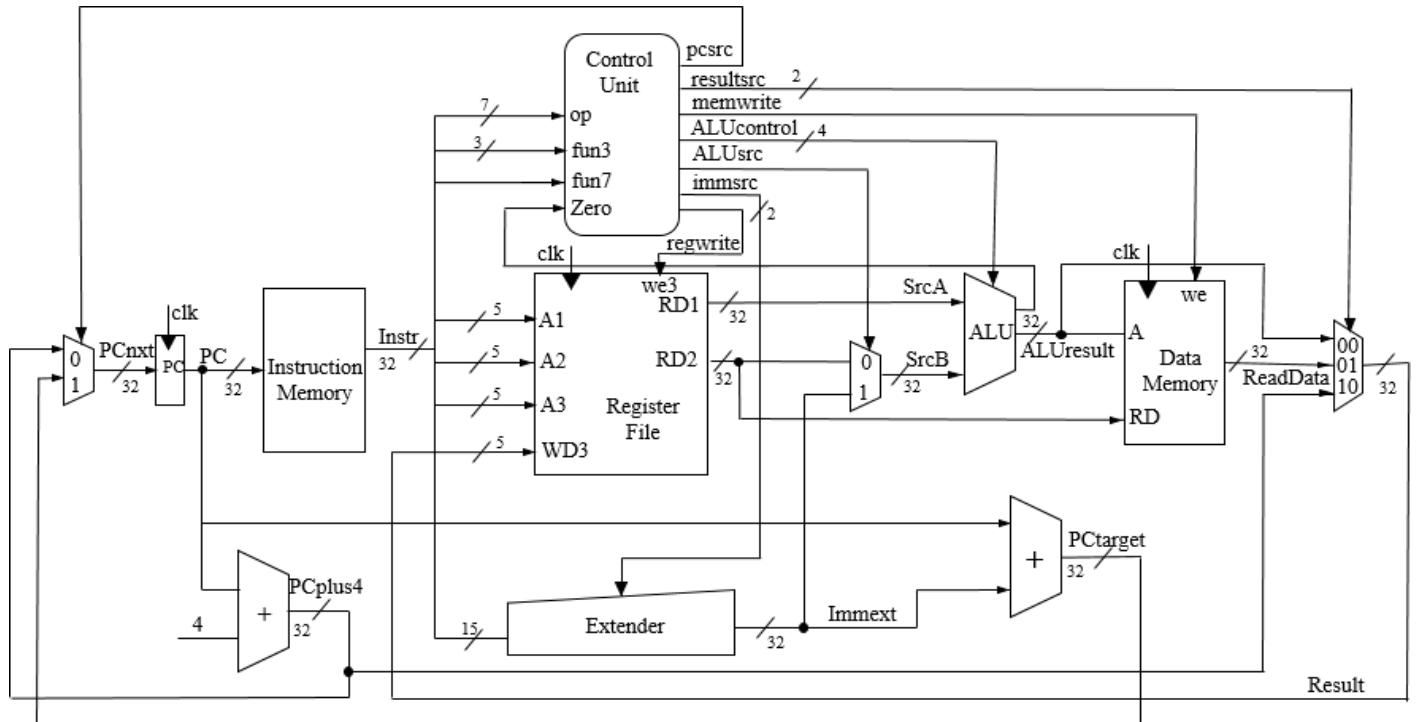 Control
Unit
pcsrc
resultsrc
2
memwrite
ALUcontrol
4
ALUsrc
immsrc
2
regwrite
7
op
3
fun3
fun7
Zero
clk
we3
RD1
32
RD2
32
5
A1
5
A2
5
A3
5
WD3
Register
File
0
1
PCnxt
32
clk
PC
PC
32
Instruction
Memory
Instr
32
SrcA
0
1
SrcB
32
ALU
32
ALUresult
clk
we
A
Data
Memory
RD
32
ReadData
00
01
10
32
4
+
PCplus4
32
15
Extender
32
Immext
+
PCtarget
32
Result